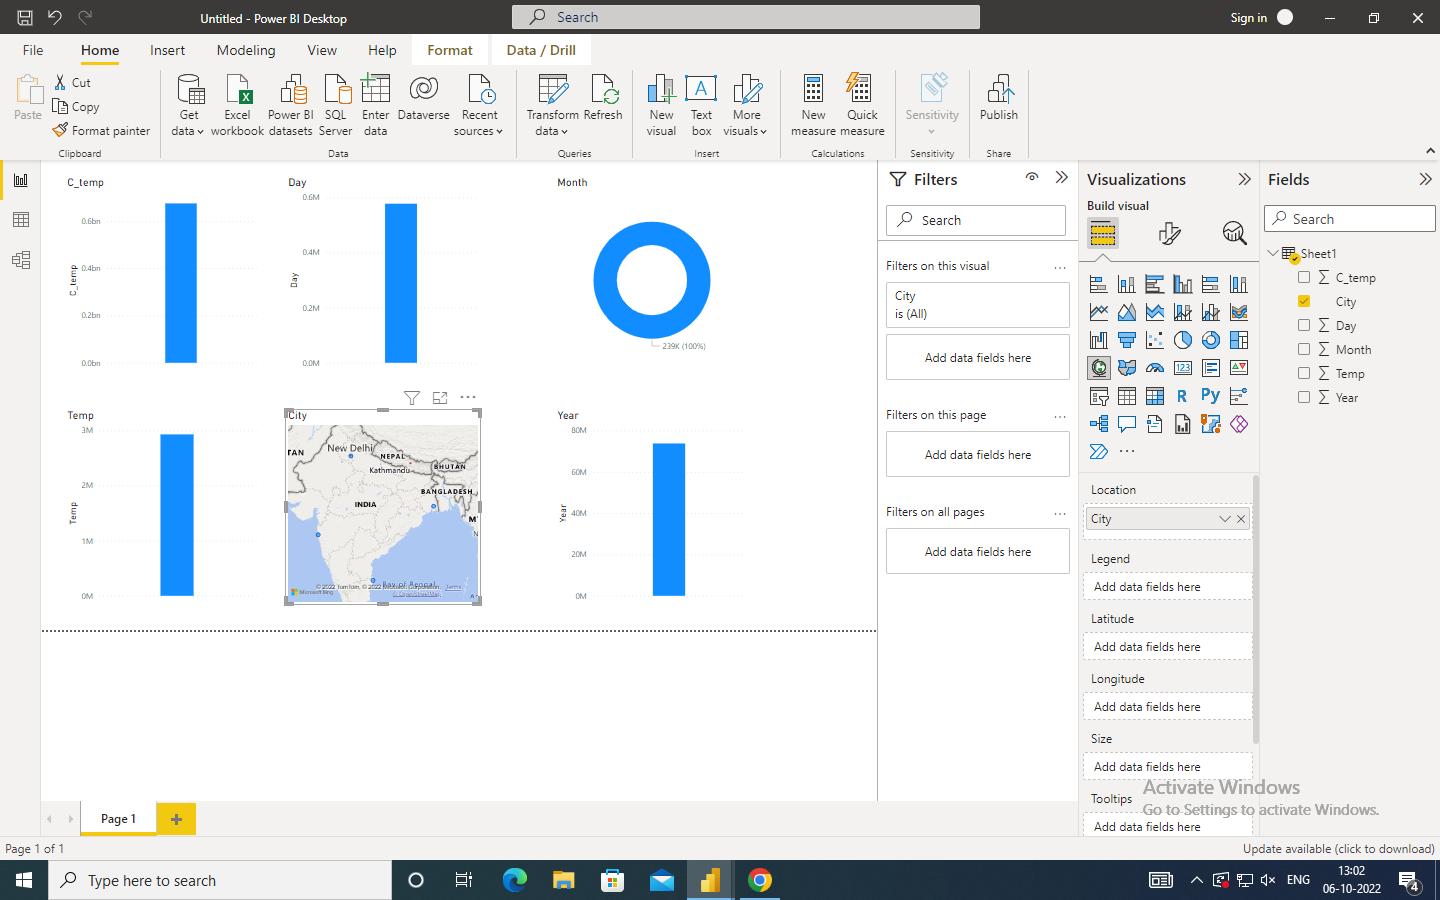 Untitled - Power BI Desktop
Search
Sign in
File
Home
Insert
Modeling
View
Help
Format
Data / Drill
Paste
Cut
Copy
Format painter
Clipboard
Get data
Excel workbook
Power BI datasets
SQL Server
Enter data
Dataverse
Recent sources
Data
Transform data
Refresh
Queries
New visual
Text box
More visuals
Insert
New measure
Quick measure
Calculations
Sensitivity
Sensitivity
Publish
Share
C_temp
0.6bn
0.4bn
0.2bn
0.0bn
C_temp
Day
0.6M
0.4M
0.2M
0.0M
Day
Month
239K (100%)
Temp
3M
2M
1M
0M
Temp
City
TAN
New Delhi
NEPAL
Kathmandu
BHUTAN
BANGLADESH
INDIA
M
N
Bay of Bengal
© 2022 TomTom, © 2022 Microsoft Corporation, Terms
© OpenStreetMap
Microsoft Bing
A
Year
80M
60M
40M
20M
0M
Year
Filters
Search
Filters on this visual
City
is (All)
Add data fields here
Filters on this page
Add data fields here
Filters on all pages
Add data fields here
Visualizations
Build visual
123
R
Py
Location
City
Legend
Add data fields here
Latitude
Add data fields here
Longitude
Add data fields here
Size
Add data fields here
Tooltips
Add data fields here
Fields
Search
Sheet1
C_temp
City
Day
Month
Temp
Year
Activate Windows
Go to Settings to activate Windows.
Page 1
Page 1 of 1
Update available (click to download)
Type here to search
ENG
13:02
06-10-2022
4